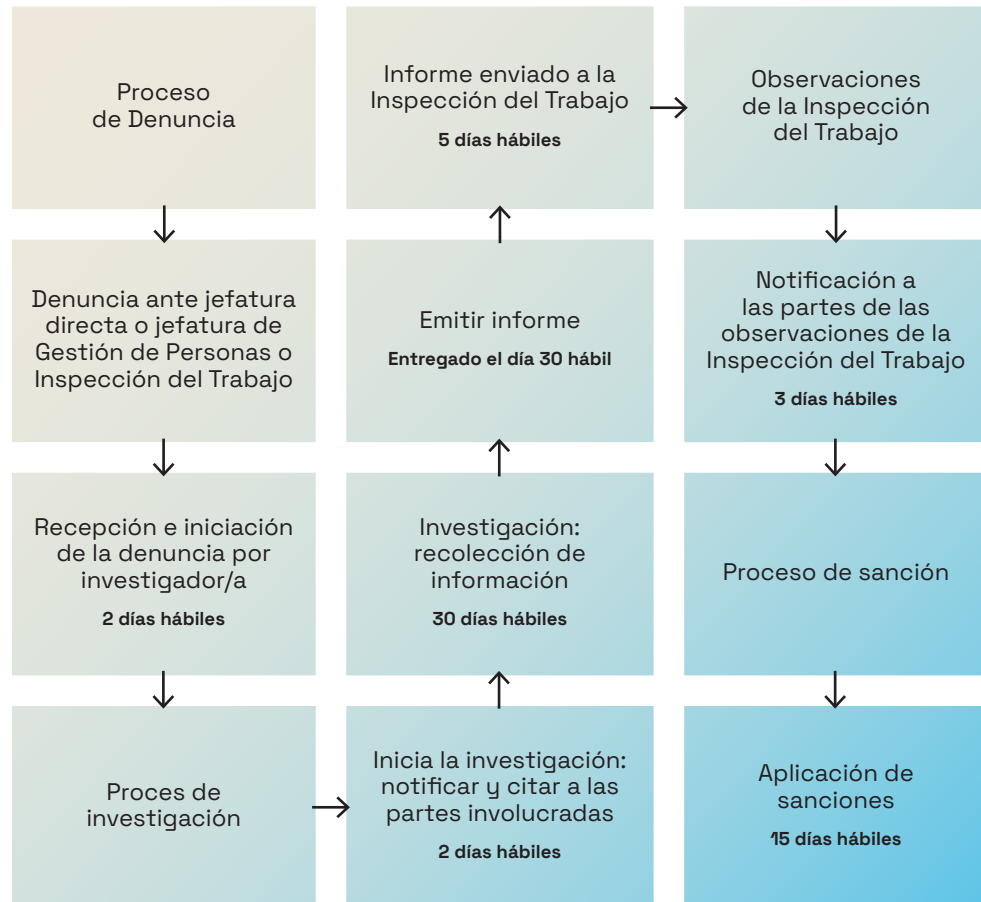 Proceso
de Denuncia
Denuncia ante jefatura
directa o jefatura de
Gestión de Personas o
Inspección del Trabajo
Recepción e iniciación
de la denuncia por
investigador/a
2 días hábiles
Proces de
investigación
Inicia la investigación:
notificar y citar a las
partes involucradas
2 días hábiles
Investigación:
recolección de
información
30 días hábiles
Emitir informe
Entregado el día 30 hábil
Informe enviado a la
Inspección del Trabajo
5 días hábiles
Observaciones
de la Inspección
del Trabajo
Notificación a
las partes de las
observaciones de la
Inspección del Trabajo
3 días hábiles
Proceso de sanción
Aplicación de
sanciones
15 días hábiles